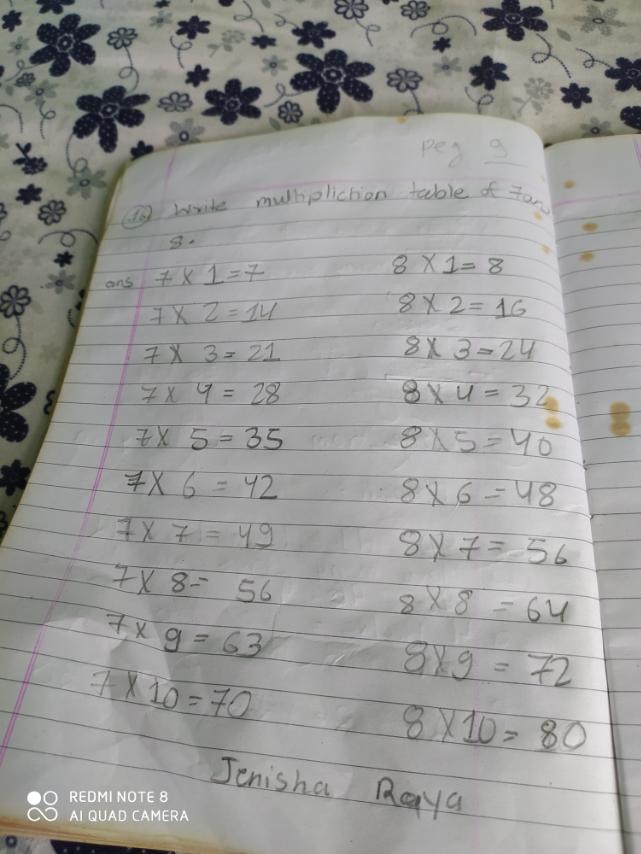 Peg 9
Write multipliction table of 7 and
8.
ans 7 X 1 = 7 8 X 1 = 8
7 X 2 = 14 8 X 2 = 16
7 X 3 = 21 8 X 3 = 24
7 X 4 = 28 8 X 4 = 32
7 X 5 = 35 8 X 5 = 40
7 X 6 = 42 8 X 6 = 48
7 X 7 = 49 8 X 7 = 56
7 X 8 = 56 8 X 8 = 64
7 X 9 = 63 8 X 9 = 72
7 X 10 = 70 8 X 10 = 80
Jenisha Raya
REDMI NOTE 8
AI QUAD CAMERA